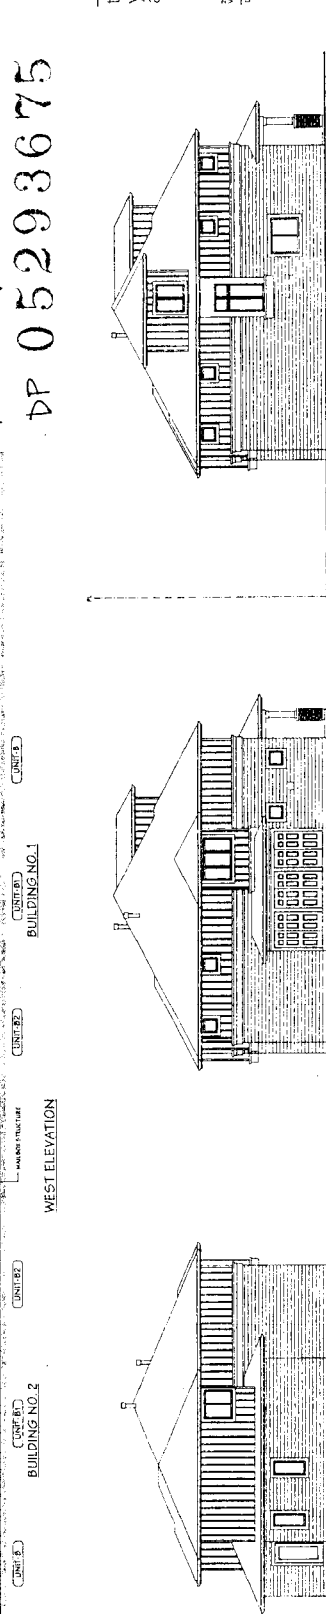 DP 05293675
UNIT-B
UNIT-B1
UNIT-B2
MAILBOX STRUCTURE
UNIT-B2
UNIT-B1
UNIT-B
BUILDING NO. 2
BUILDING NO. 1
WEST ELEVATION